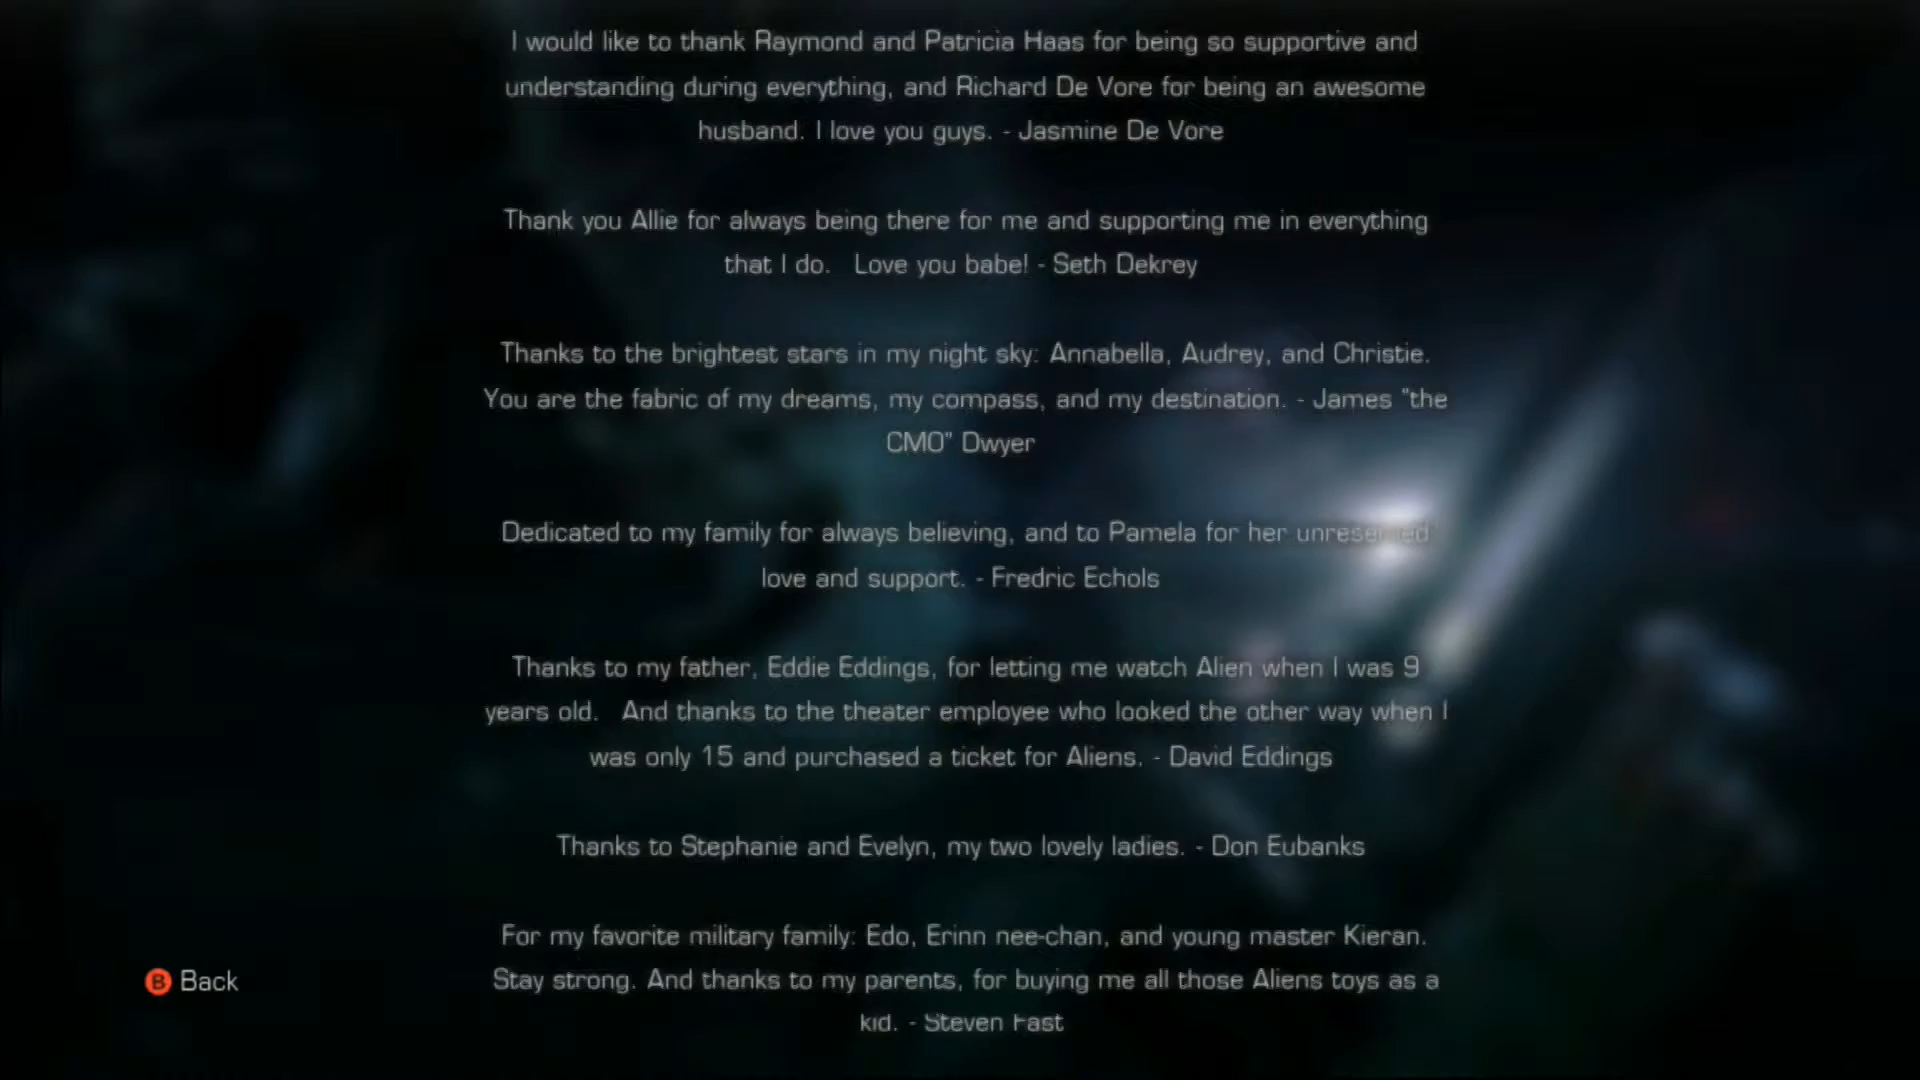 I would like to thank Raymond and Patricia Haas for being so supportive and
understanding during everything, and Richard De Vore for being an awesome
husband. I love you guys. - Jasmine De Vore
Thank you Allie for always being there for me and supporting me in everything
that I do.   Love you babe! - Seth Dekrey
Thanks to the brightest stars in my night sky: Annabella, Audrey, and Christie.
You are the fabric of my dreams, my compass, and my destination. - James "the
CMO" Dwyer
Dedicated to my family for always believing, and to Pamela for her unreserved
love and support. - Fredric Echols
Thanks to my father, Eddie Eddings, for letting me watch Alien when I was 9
years old.   And thanks to the theater employee who looked the other way when I
was only 15 and purchased a ticket for Aliens. - David Eddings
Thanks to Stephanie and Evelyn, my two lovely ladies. - Don Eubanks
For my favorite military family: Edo, Erinn nee-chan, and young master Kieran.
Stay strong. And thanks to my parents, for buying me all those Aliens toys as a
kid. - Steven Fast
B Back